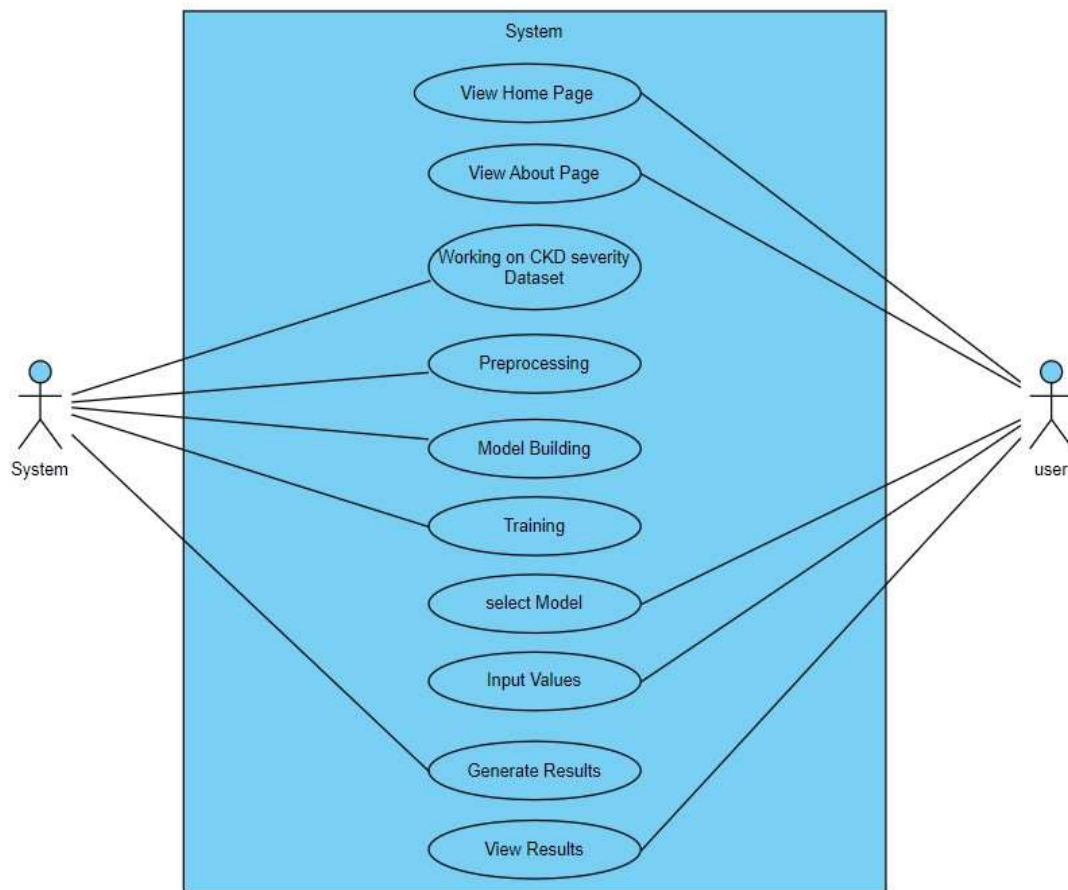 System
View Home Page
View About Page
Working on CKD severity
Dataset
Preprocessing
System
Model Building
user
Training
select Model
Input Values
Generate Results
View Results